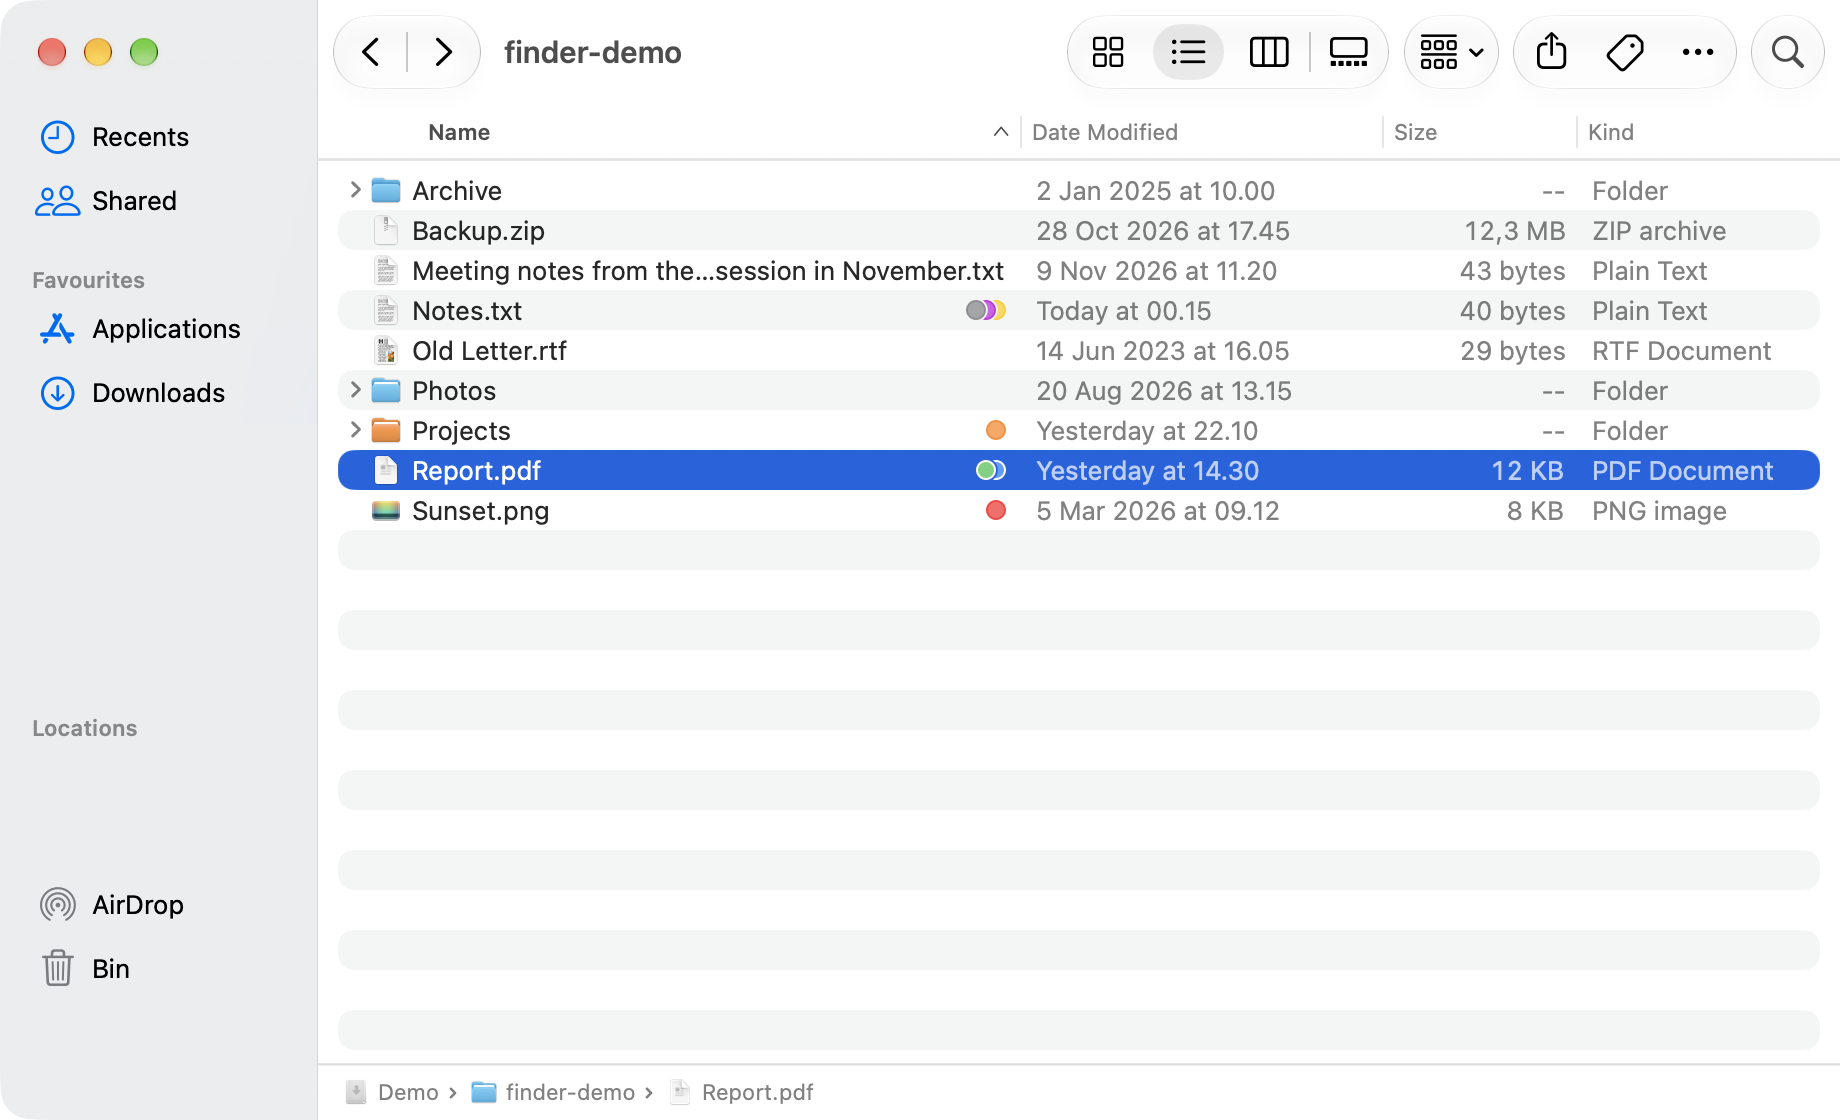 finder-demo
Recents
Shared
Favourites
Applications
Downloads
Locations
AirDrop
Bin
Name Date Modified Size Kind
Archive 2 Jan 2025 at 10.00 -- Folder
Backup.zip 28 Oct 2026 at 17.45 12,3 MB ZIP archive
Meeting notes from the...session in November.txt 9 Nov 2026 at 11.20 43 bytes Plain Text
Notes.txt Today at 00.15 40 bytes Plain Text
Old Letter.rtf 14 Jun 2023 at 16.05 29 bytes RTF Document
Photos 20 Aug 2026 at 13.15 -- Folder
Projects Yesterday at 22.10 -- Folder
Report.pdf Yesterday at 14.30 12 KB PDF Document
Sunset.png 5 Mar 2026 at 09.12 8 KB PNG image
Demo › finder-demo › Report.pdf